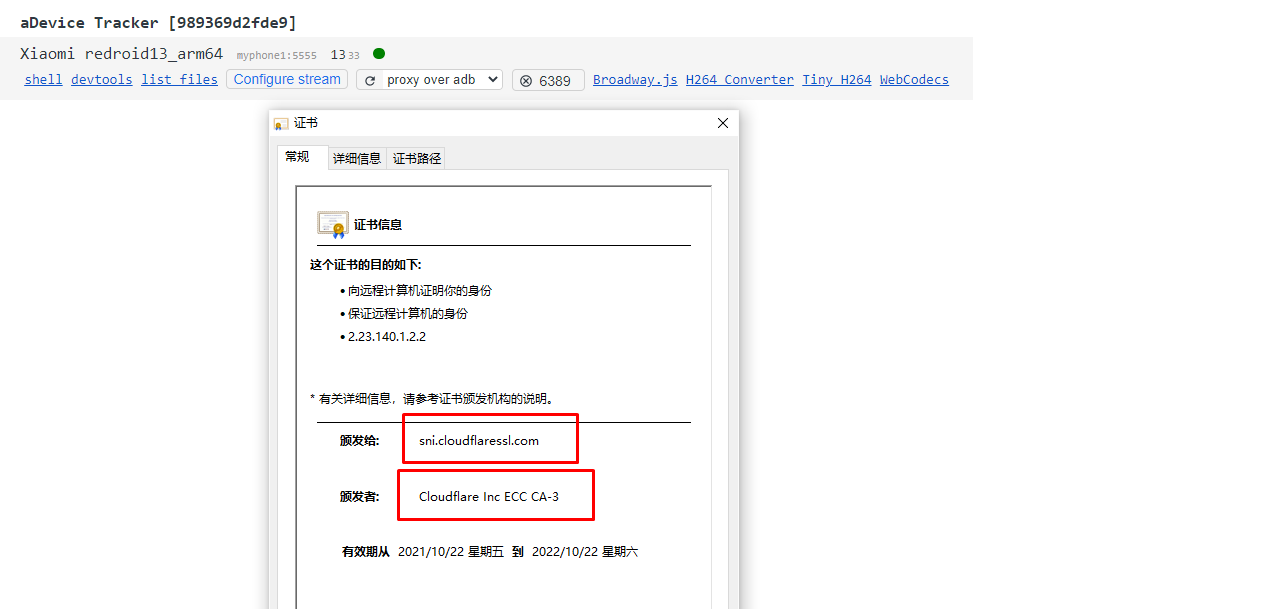 aDevice Tracker [989369d2fde9]
Xiaomi redroid13_arm64 myphone1:5555 13 33
shell devtools list files Configure stream proxy over adb 6389 Broadway.js H264 Converter Tiny H264 WebCodecs
证书
常规 详细信息 证书路径
证书信息
这个证书的目的如下:
• 向远程计算机证明你的身份
• 保证远程计算机的身份
• 2.23.140.1.2.2
* 有关详细信息，请参考证书颁发机构的说明。
颁发给: sni.cloudflaressl.com
颁发者: Cloudflare Inc ECC CA-3
有效期从 2021/10/22 星期五 到 2022/10/22 星期六